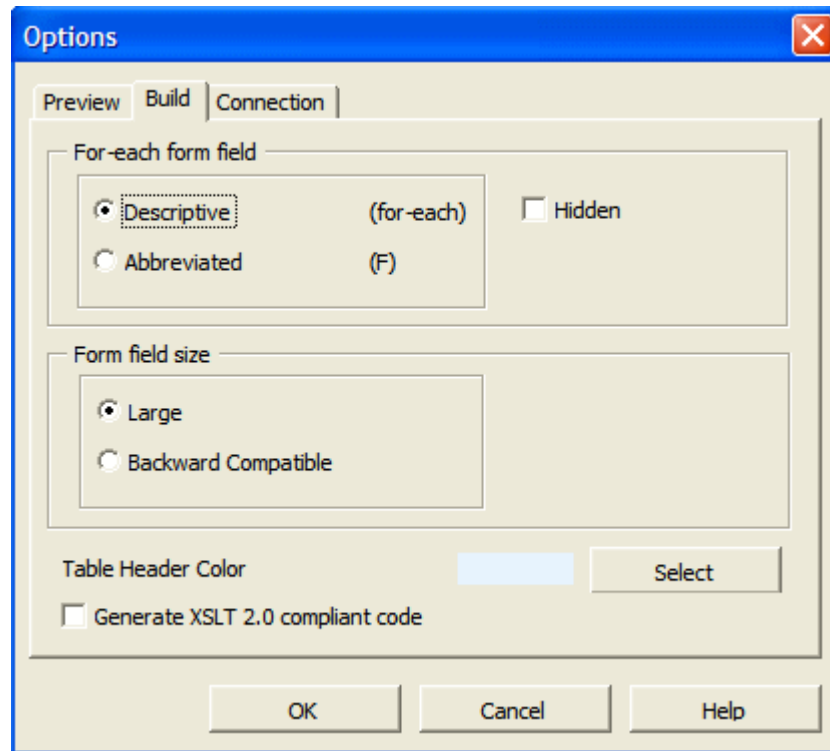 Options
Preview Build Connection
For-each form field
Descriptive (for-each) Hidden
Abbreviated (F)
Form field size
Large
Backward Compatible
Table Header Color Select
Generate XSLT 2.0 compliant code
OK Cancel Help